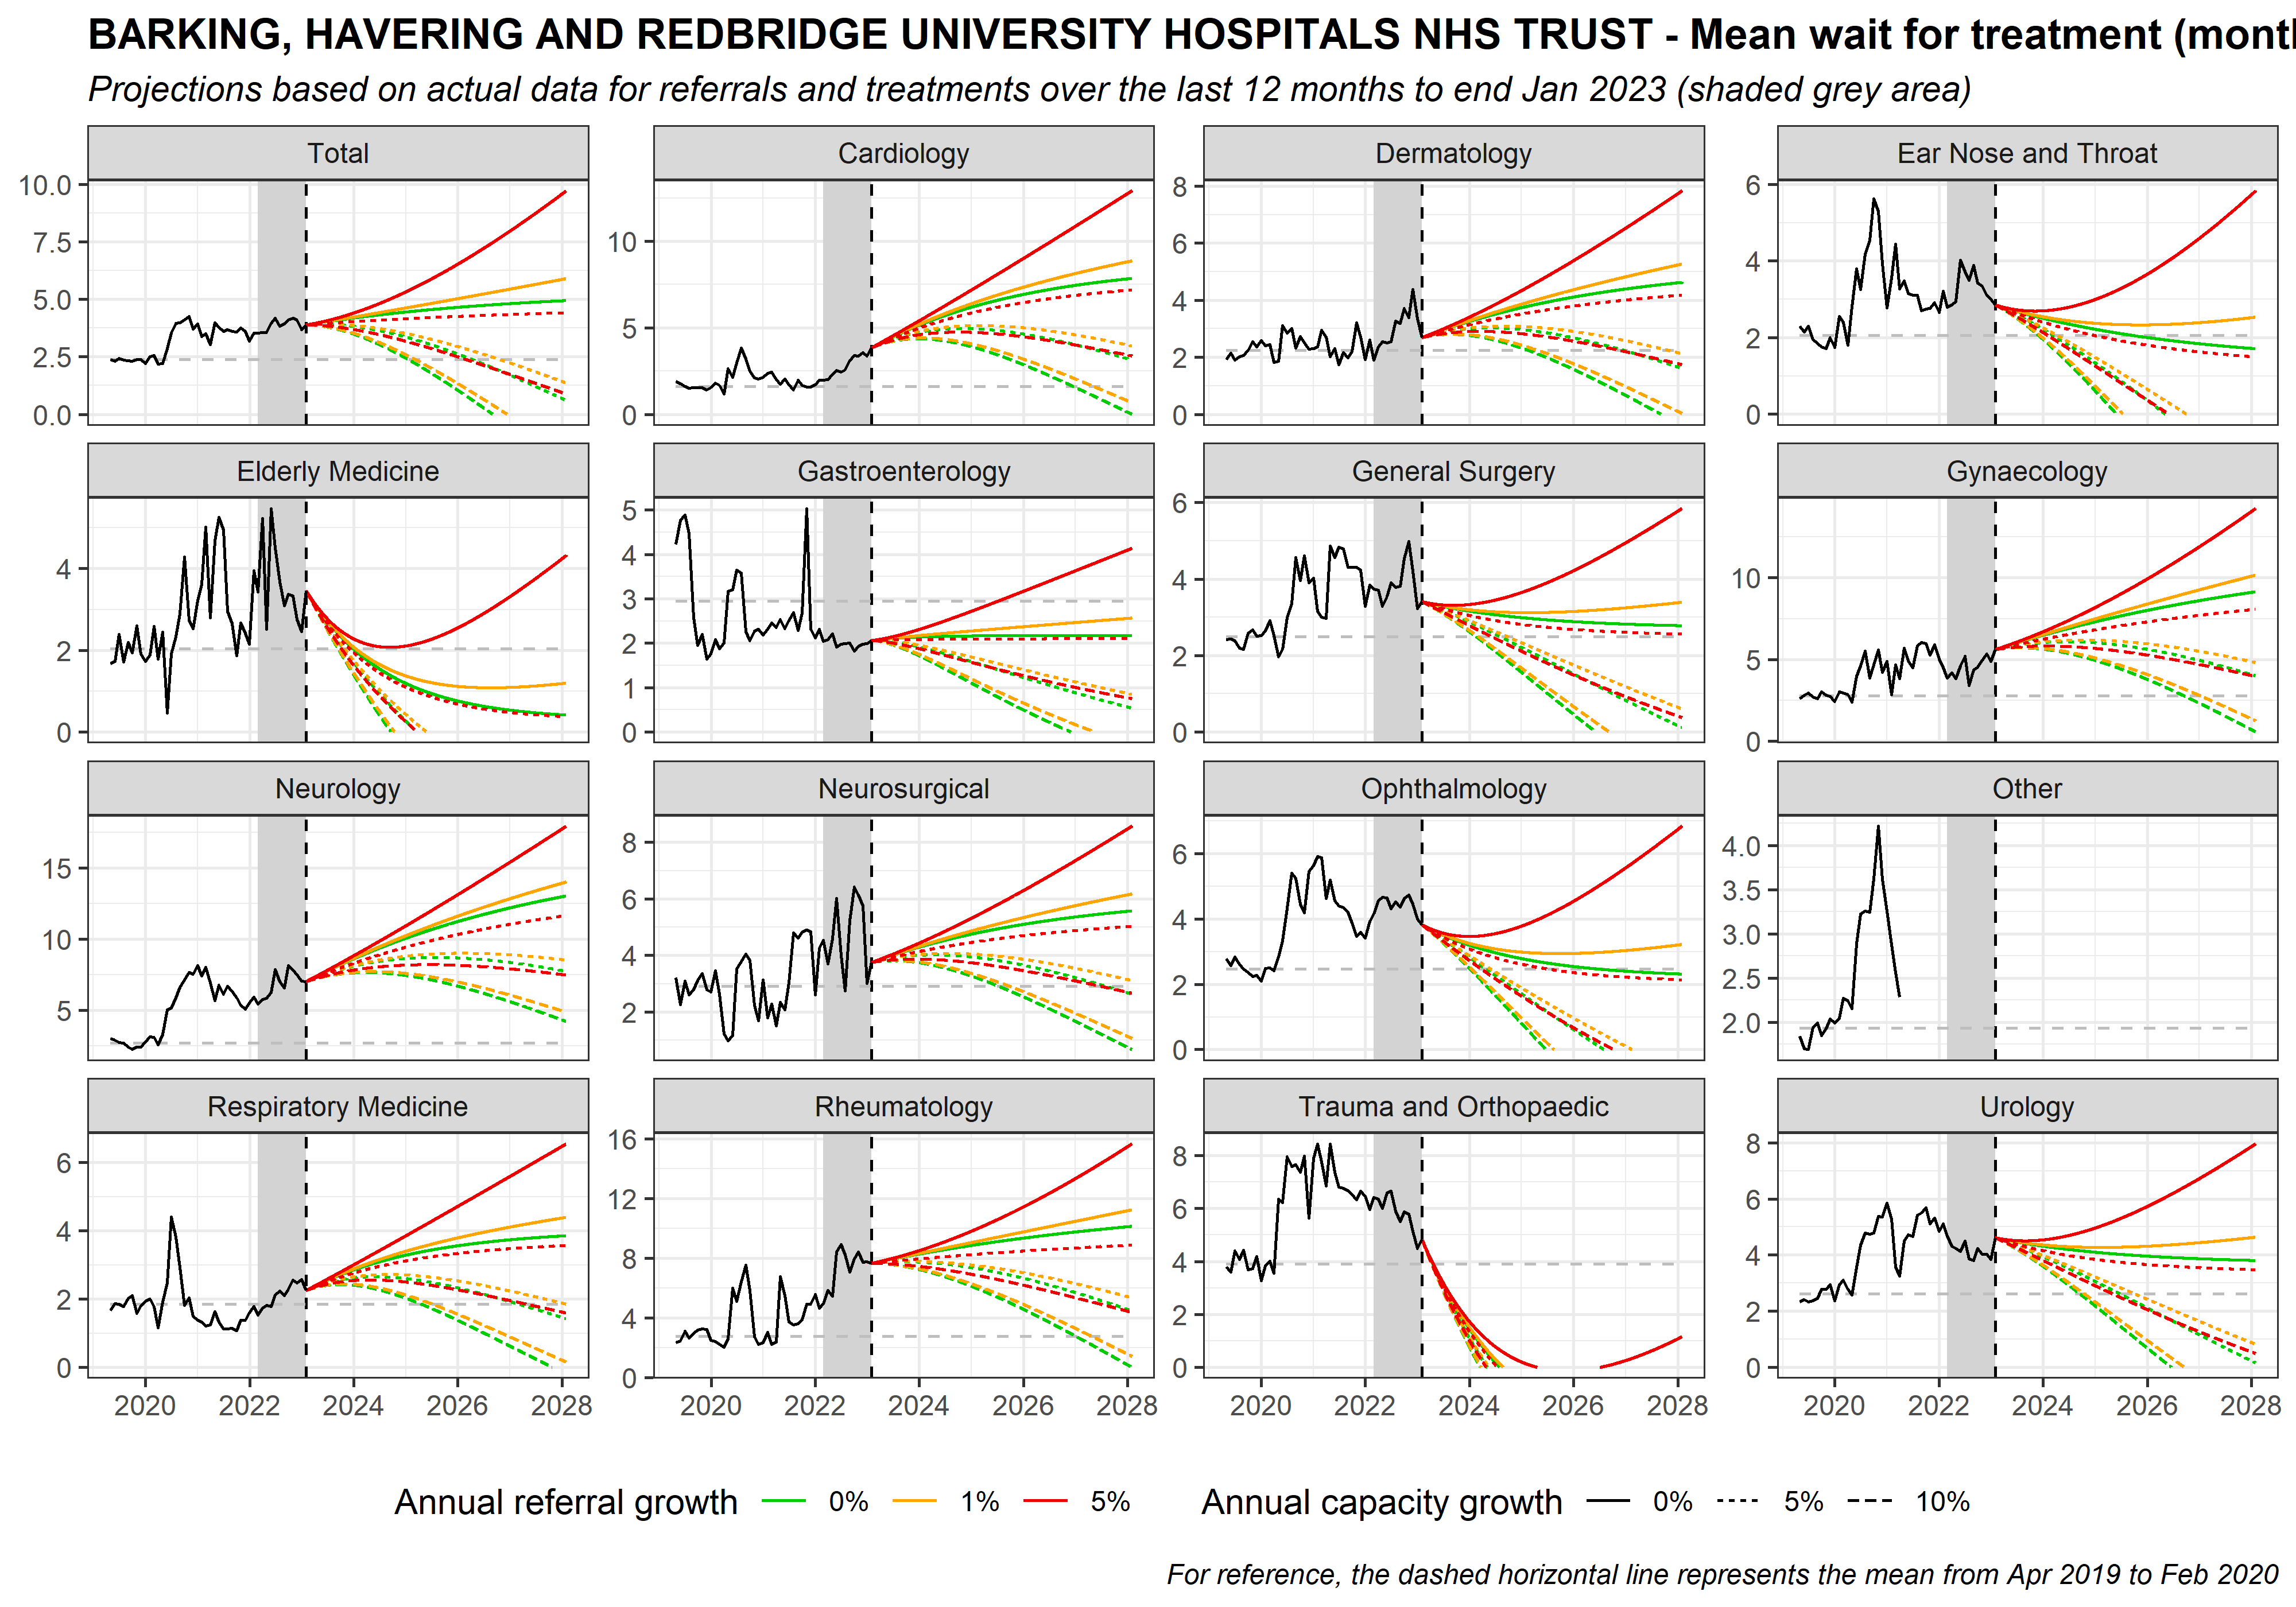 BARKING, HAVERING AND REDBRIDGE UNIVERSITY HOSPITALS NHS TRUST - Mean wait for treatment (mont
Projections based on actual data for referrals and treatments over the last 12 months to end Jan 2023 (shaded grey area)
Total Cardiology Dermatology Ear Nose and Throat
10.0 7.5 5.0 2.5 0.0
10 5 0
8 6 4 2 0
6 4 2 0
Elderly Medicine Gastroenterology General Surgery Gynaecology
4 2 0
5 4 3 2 1 0
6 4 2 0
10 5 0
Neurology Neurosurgical Ophthalmology Other
15 10 5
8 6 4 2
6 4 2 0
4.0 3.5 3.0 2.5 2.0
Respiratory Medicine Rheumatology Trauma and Orthopaedic Urology
6 4 2 0
16 12 8 4 0
8 6 4 2 0
8 6 4 2 0
2020 2022 2024 2026 2028 2020 2022 2024 2026 2028 2020 2022 2024 2026 2028 2020 2022 2024 2026 2028
Annual referral growth 0% 1% 5% Annual capacity growth 0% 5% 10%
For reference, the dashed horizontal line represents the mean from Apr 2019 to Feb 2020